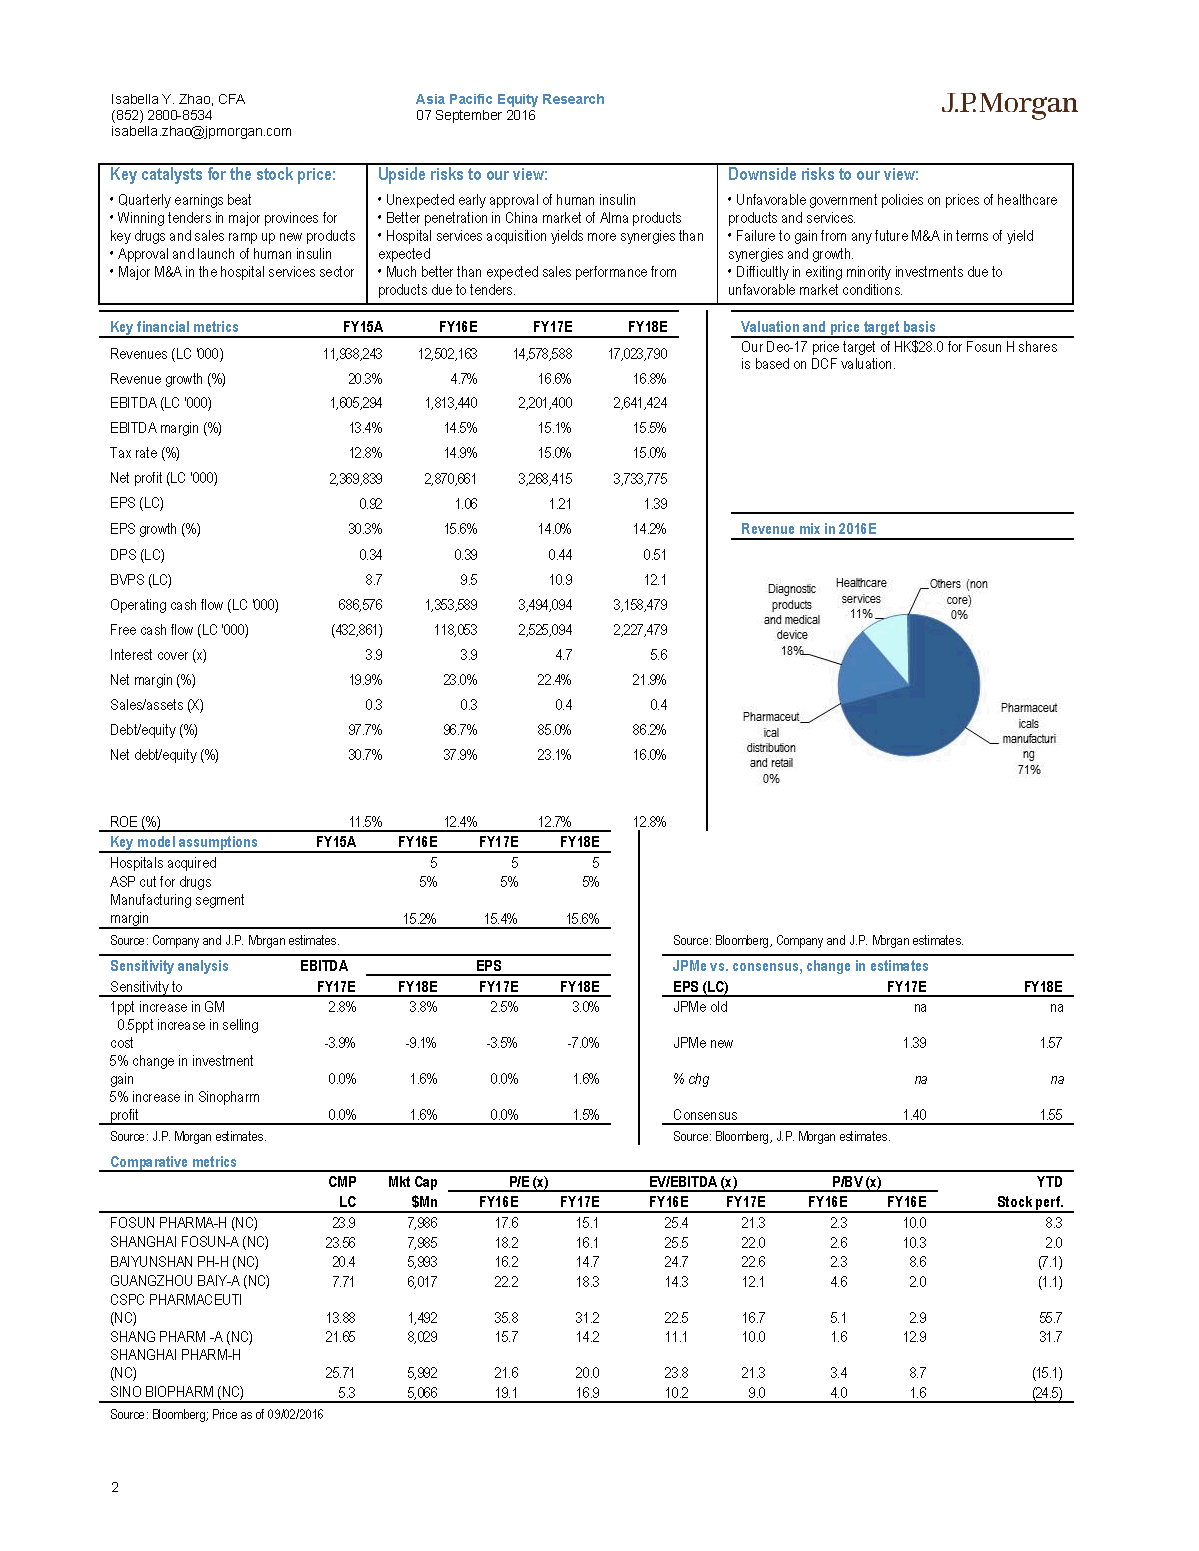 Isabella Y. Zhao, CFA
(852) 2800-8534
isabella.zhao@jpmorgan.com
Asia Pacific Equity Research
07 September 2016
J.P.Morgan
Key catalysts for the stock price:
• Quarterly earnings beat
• Winning tenders in major provinces for
key drugs and sales ramp up new products
• Approval and launch of human insulin
• Major M&A in the hospital services sector
Upside risks to our view:
• Unexpected early approval of human insulin
• Better penetration in China market of Alma products
• Hospital services acquisition yields more synergies than
expected
• Much better than expected sales performance from
products due to tenders.
Downside risks to our view:
• Unfavorable government policies on prices of healthcare
products and services.
• Failure to gain from any future M&A in terms of yield
synergies and growth.
• Difficultly in exiting minority investments due to
unfavorable market conditions.
Key financial metrics FY15A FY16E FY17E FY18E
Revenues (LC '000) 11,938,243 12,502,163 14,578,588 17,023,790
Revenue growth (%) 20.3% 4.7% 16.6% 16.8%
EBITDA (LC '000) 1,605,294 1,813,440 2,201,400 2,641,424
EBITDA margin (%) 13.4% 14.5% 15.1% 15.5%
Tax rate (%) 12.8% 14.9% 15.0% 15.0%
Net profit (LC '000) 2,369,839 2,870,661 3,268,415 3,733,775
EPS (LC) 0.92 1.06 1.21 1.39
EPS growth (%) 30.3% 15.6% 14.0% 14.2%
DPS (LC) 0.34 0.39 0.44 0.51
BVPS (LC) 8.7 9.5 10.9 12.1
Operating cash flow (LC '000) 686,576 1,353,589 3,494,094 3,158,479
Free cash flow (LC '000) (432,861) 118,053 2,525,094 2,227,479
Interest cover (x) 3.9 3.9 4.7 5.6
Net margin (%) 19.9% 23.0% 22.4% 21.9%
Sales/assets (X) 0.3 0.3 0.4 0.4
Debt/equity (%) 97.7% 96.7% 85.0% 86.2%
Net debt/equity (%) 30.7% 37.9% 23.1% 16.0%
ROE (%) 11.5% 12.4% 12.7% 12.8%
Valuation and price target basis
Our Dec-17 price target of HK$28.0 for Fosun H shares
is based on DCF valuation.
Revenue mix in 2016E
Diagnostic
products
and medical
device
18%
Healthcare
services
11%
Others (non
core)
0%
Pharmaceut
ical
distribution
and retail
0%
Pharmaceut
icals
manufacturi
ng
71%
Key model assumptions FY15A FY16E FY17E FY18E
Hospitals acquired 5 5 5
ASP cut for drugs 5% 5% 5%
Manufacturing segment
margin 15.2% 15.4% 15.6%
Source: Company and J.P. Morgan estimates.
Source: Bloomberg, Company and J.P. Morgan estimates.
Sensitivity analysis EBITDA EPS
Sensitivity to FY17E FY18E FY17E FY18E
1ppt increase in GM 2.8% 3.8% 2.5% 3.0%
0.5ppt increase in selling
cost -3.9% -9.1% -3.5% -7.0%
5% change in investment
gain 0.0% 1.6% 0.0% 1.6%
5% increase in Sinopharm
profit 0.0% 1.6% 0.0% 1.5%
Source: J.P. Morgan estimates.
JPMe vs. consensus, change in estimates
EPS (LC) FY17E FY18E
JPMe old na na
JPMe new 1.39 1.57
% chg na na
Consensus 1.40 1.55
Source: Bloomberg, J.P. Morgan estimates.
Comparative metrics
CMP Mkt Cap P/E (x) EV/EBITDA (x) P/BV (x) YTD
LC $Mn FY16E FY17E FY16E FY17E FY16E FY16E Stock perf.
FOSUN PHARMA-H (NC) 23.9 7,986 17.6 15.1 25.4 21.3 2.3 10.0 8.3
SHANGHAI FOSUN-A (NC) 23.56 7,985 18.2 16.1 25.5 22.0 2.6 10.3 2.0
BAIYUNSHAN PH-H (NC) 20.4 5,993 16.2 14.7 24.7 22.6 2.3 8.6 (7.1)
GUANGZHOU BAIY-A (NC) 7.71 6,017 22.2 18.3 14.3 12.1 4.6 2.0 (1.1)
CSPC PHARMACEUTI
(NC) 13.88 1,492 35.8 31.2 22.5 16.7 5.1 2.9 55.7
SHANG PHARM -A (NC) 21.65 8,029 15.7 14.2 11.1 10.0 1.6 12.9 31.7
SHANGHAI PHARM-H
(NC) 25.71 5,992 21.6 20.0 23.8 21.3 3.4 8.7 (15.1)
SINO BIOPHARM (NC) 5.3 5,066 19.1 16.9 10.2 9.0 4.0 1.6 (24.5)
Source: Bloomberg; Price as of 09/02/2016
2